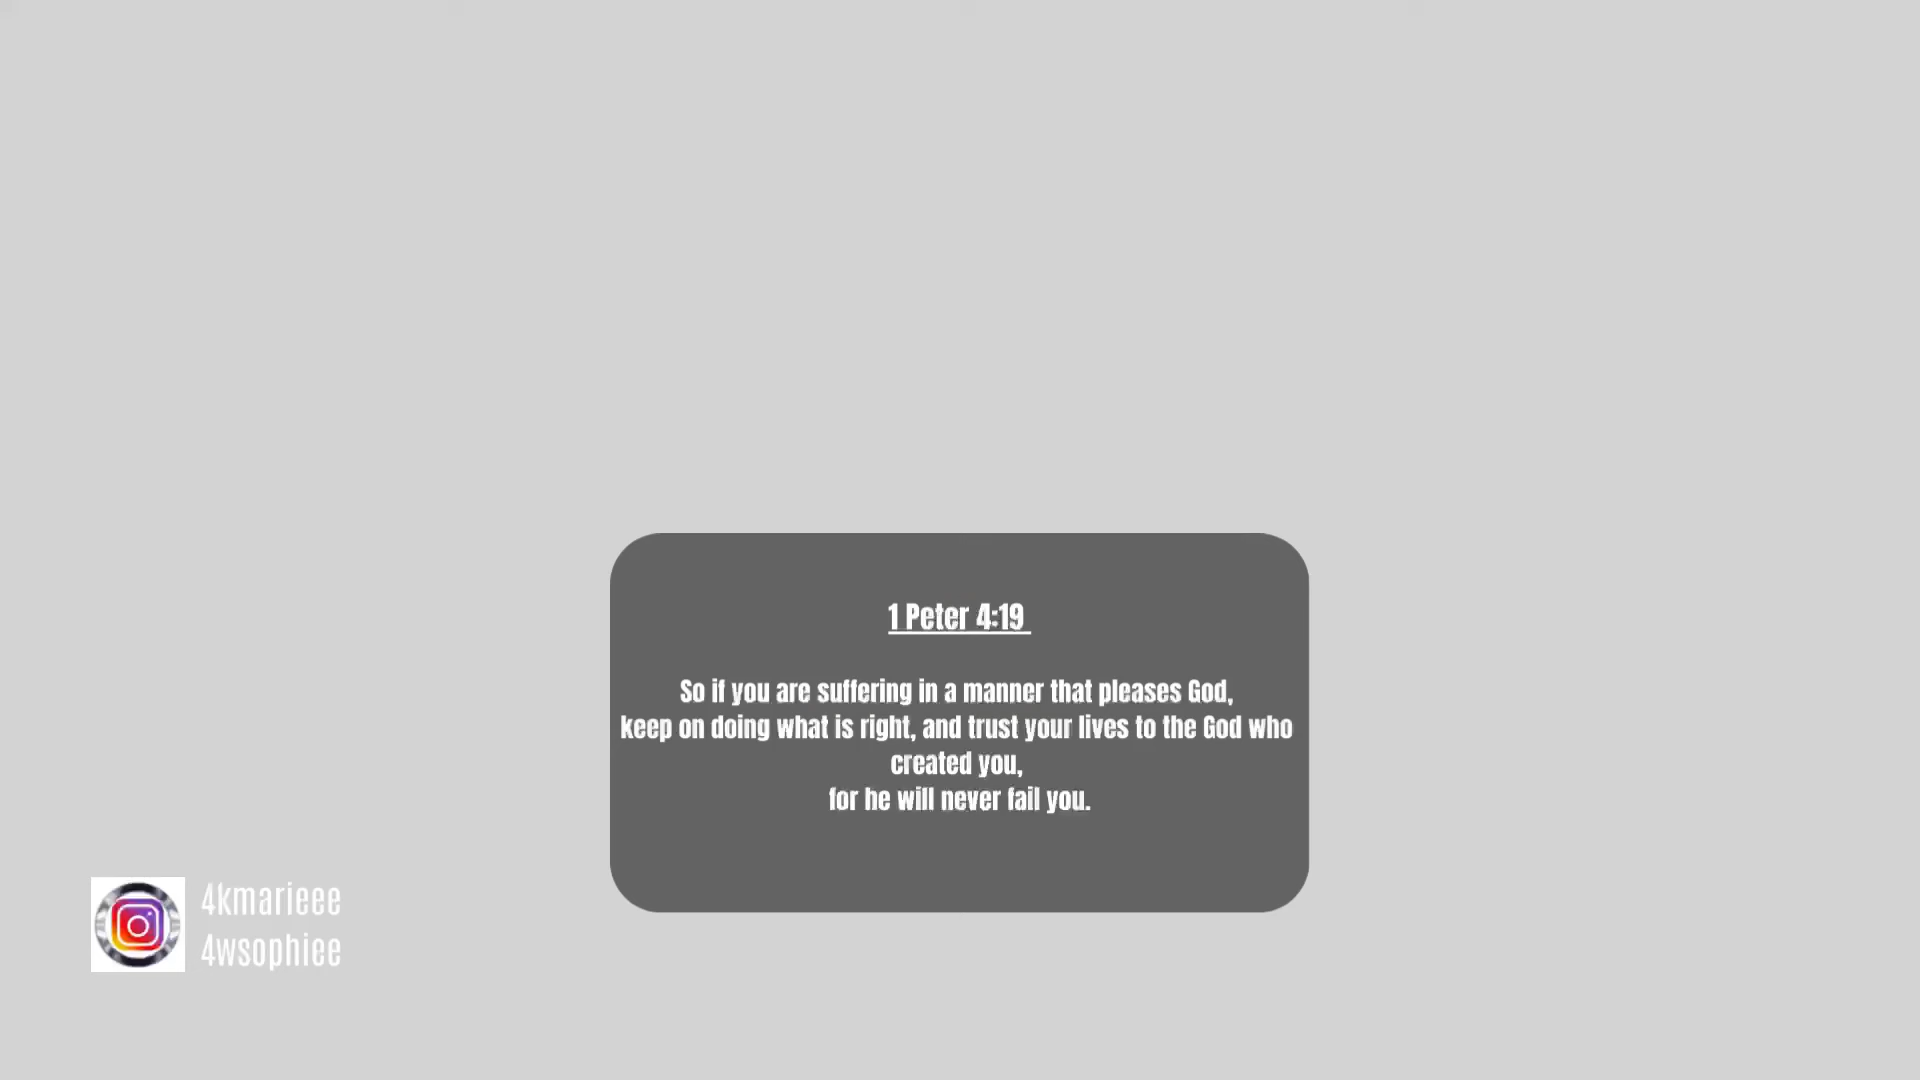 1 Peter 4:19
So if you are suffering in a manner that pleases God,
keep on doing what is right, and trust your lives to the God who
created you,
for he will never fail you.
4kmarieee
4wsophiee